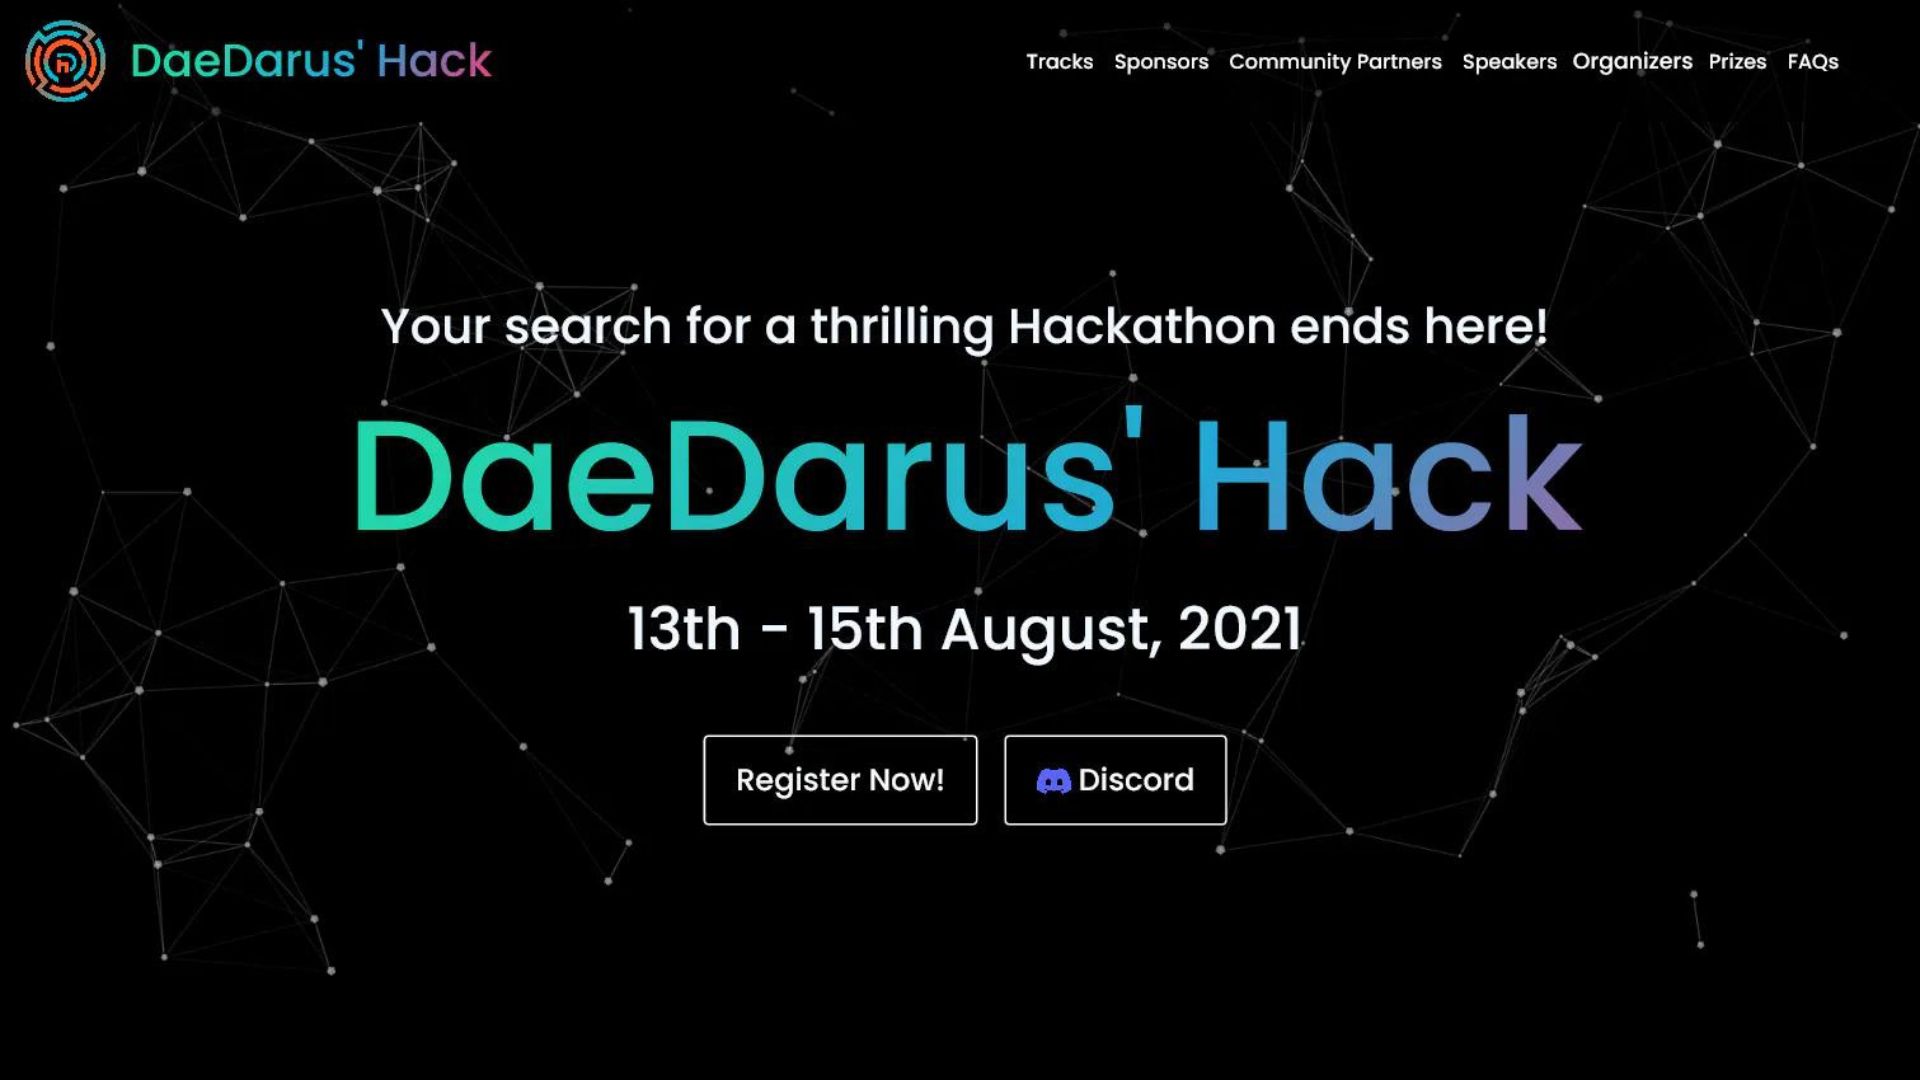 DaeDarus' Hack
Tracks Sponsors Community Partners Speakers Organizers Prizes FAQs
Your search for a thrilling Hackathon ends here!
DaeDarus' Hack
13th - 15th August, 2021
Register Now! Discord